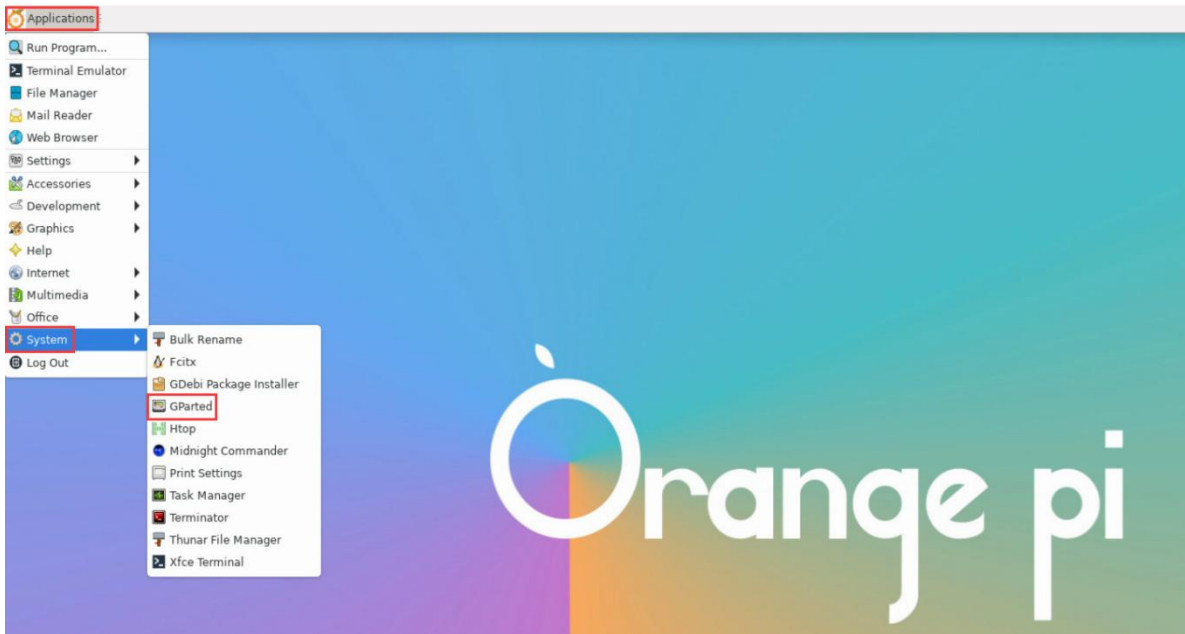 Applications
Run Program...
Terminal Emulator
File Manager
Mail Reader
Web Browser
Settings
Accessories
Development
Graphics
Help
Internet
Multimedia
Office
System
Log Out
Bulk Rename
Fcitx
GDebi Package Installer
GParted
Htop
Midnight Commander
Print Settings
Task Manager
Terminator
Thunar File Manager
Xfce Terminal
Orange pi